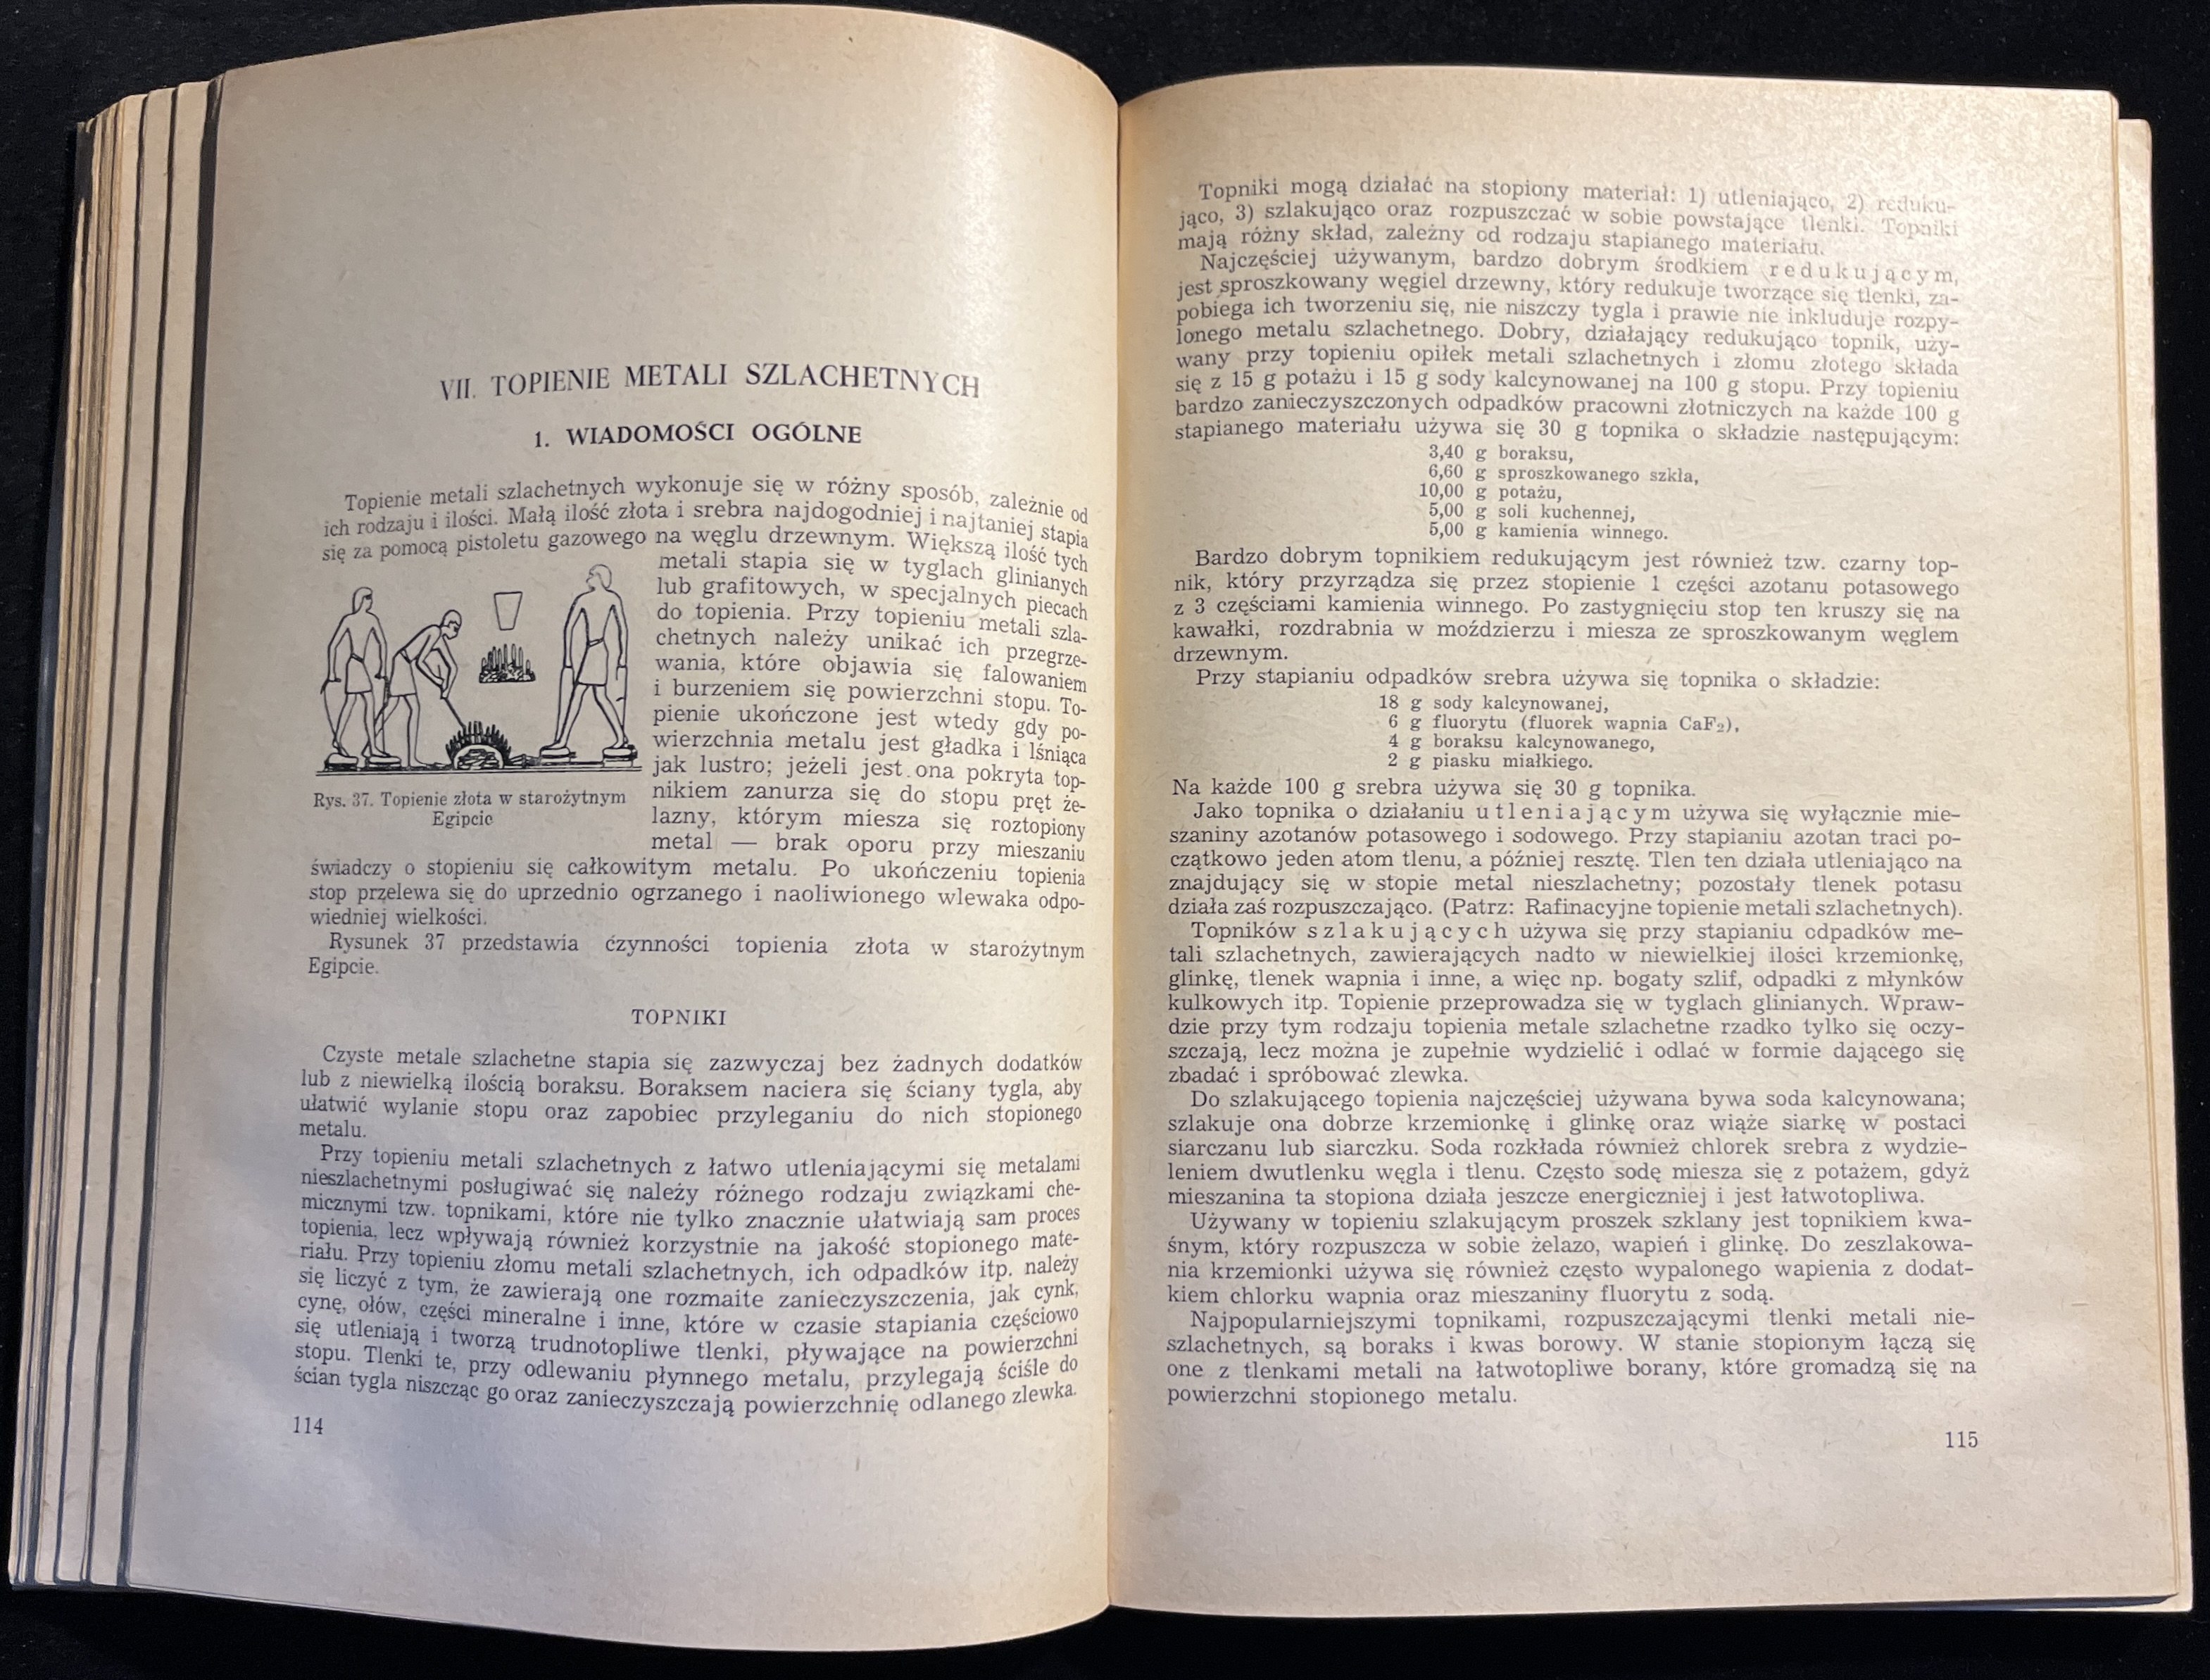 VII. TOPIENIE METALI SZLACHETNYCH
1. WIADOMOŚCI OGÓLNE
Topienie metali szlachetnych wykonuje się w różny sposób, zależnie od
ich rodzaju i ilości. Małą ilość złota i srebra najdogodniej i najtaniej stapia
się za pomocą pistoletu gazowego na węglu drzewnym. Większą ilość tych
metali stapia się w tyglach glinianych
lub grafitowych, w specjalnych piecach
do topienia. Przy topieniu metali szla-
chetnych należy unikać ich przegrze-
wania, które objawia się falowaniem
i burzeniem się powierzchni stopu. To-
pienie ukończone jest wtedy gdy po-
wierzchnia metalu jest gładka i lśniąca
jak lustro; jeżeli jest ona pokryta top-
nikiem zanurza się do stopu pręt że-
lazny, którym miesza się roztopiony
metal — brak oporu przy mieszaniu
Rys. 37. Topienie złota w starożytnym
Egipcie
świadczy o stopieniu się całkowitym metalu. Po ukończeniu topienia
stop przelewa się do uprzednio ogrzanego i naoliwionego wlewaka odpo-
wiedniej wielkości.
Rysunek 37 przedstawia czynności topienia złota w starożytnym
Egipcie.
TOPNIKI
Czyste metale szlachetne stapia się zazwyczaj bez żadnych dodatków
lub z niewielką ilością boraksu. Boraksem naciera się ściany tygla, aby
ułatwić wylanie stopu oraz zapobiec przyleganiu do nich stopionego
metalu.
Przy topieniu metali szlachetnych z łatwo utleniającymi się metalami
nieszlachetnymi posługiwać się należy różnego rodzaju związkami che-
micznymi tzw. topnikami, które nie tylko znacznie ułatwiają sam proces
topienia, lecz wpływają również korzystnie na jakość stopionego mate-
riału. Przy topieniu złomu metali szlachetnych, ich odpadków itp. należy
się liczyć z tym, że zawierają one rozmaite zanieczyszczenia, jak cynk,
cynę, ołów, części mineralne i inne, które w czasie stapiania częściowo
się utleniają i tworzą trudnotopliwe tlenki, pływające na powierzchni
stopu. Tlenki te, przy odlewaniu płynnego metalu, przylegają ściśle do
ścian tygla niszcząc go oraz zanieczyszczają powierzchnię odlanego zlewka.
114
Topniki mogą działać na stopiony materiał: 1) utleniająco, 2) reduku-
jąco, 3) szlakująco oraz rozpuszczać w sobie powstające tlenki. Topniki
mają różny skład, zależny od rodzaju stapianego materiału.
Najczęściej używanym, bardzo dobrym środkiem redukującym,
jest sproszkowany węgiel drzewny, który redukuje tworzące się tlenki, za-
pobiega ich tworzeniu się, nie niszczy tygla i prawie nie inkluduje rozpy-
lonego metalu szlachetnego. Dobry, działający redukująco topnik, uży-
wany przy topieniu opiłek metali szlachetnych i złomu złotego składa
się z 15 g potażu i 15 g sody kalcynowanej na 100 g stopu. Przy topieniu
bardzo zanieczyszczonych odpadków pracowni złotniczych na każde 100 g
stapianego materiału używa się 30 g topnika o składzie następującym:
3,40 g boraksu,
6,60 g sproszkowanego szkła,
10,00 g potażu,
5,00 g soli kuchennej,
5,00 g kamienia winnego.
Bardzo dobrym topnikiem redukującym jest również tzw. czarny top-
nik, który przyrządza się przez stopienie 1 części azotanu potasowego
z 3 częściami kamienia winnego. Po zastygnięciu stop ten kruszy się na
kawałki, rozdrabnia w moździerzu i miesza ze sproszkowanym węglem
drzewnym.
Przy stapianiu odpadków srebra używa się topnika o składzie:
18 g sody kalcynowanej,
6 g fluorytu (fluorek wapnia CaF₂),
4 g boraksu kalcynowanego,
2 g piasku miałkiego.
Na każde 100 g srebra używa się 30 g topnika.
Jako topnika o działaniu utleniającym używa się wyłącznie mie-
szaniny azotanów potasowego i sodowego. Przy stapianiu azotan traci po-
czątkowo jeden atom tlenu, a później resztę. Tlen ten działa utleniająco na
znajdujący się w stopie metal nieszlachetny; pozostały tlenek potasu
działa zaś rozpuszczająco. (Patrz: Rafinacyjne topienie metali szlachetnych).
Topników szlakujących używa się przy stapianiu odpadków me-
tali szlachetnych, zawierających nadto w niewielkiej ilości krzemionkę,
glinkę, tlenek wapnia i inne, a więc np. bogaty szlif, odpadki z młynków
kulkowych itp. Topienie przeprowadza się w tyglach glinianych. Wpraw-
dzie przy tym rodzaju topienia metale szlachetne rzadko tylko się oczy-
szczają, lecz można je zupełnie wydzielić i odlać w formie dającego się
zbadać i spróbować zlewka.
Do szlakującego topienia najczęściej używana bywa soda kalcynowana;
szlakuje ona dobrze krzemionkę i glinkę oraz wiąże siarkę w postaci
siarczanu lub siarczku. Soda rozkłada również chlorek srebra z wydzie-
leniem dwutlenku węgla i tlenu. Często sodę miesza się z potażem, gdyż
mieszanina ta stopiona działa jeszcze energiczniej i jest łatwotopliwa.
Używany w topieniu szlakującym proszek szklany jest topnikiem kwa-
śnym, który rozpuszcza w sobie żelazo, wapień i glinkę. Do zeszlakowa-
nia krzemionki używa się również często wypalonego wapienia z dodat-
kiem chlorku wapnia oraz mieszaniny fluorytu z sodą.
Najpopularniejszymi topnikami, rozpuszczającymi tlenki metali nie-
szlachetnych, są boraks i kwas borowy. W stanie stopionym łączą się
one z tlenkami metali na łatwotopliwe borany, które gromadzą się na
powierzchni stopionego metalu.
115